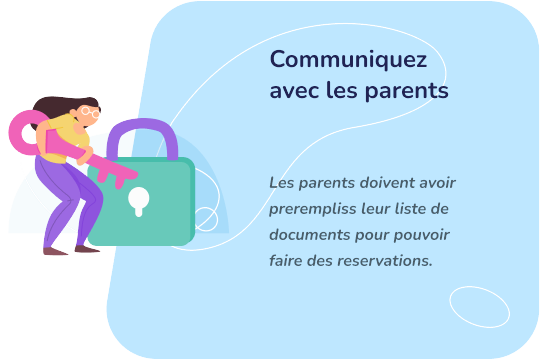 Communiquez
avec les parents
Les parents doivent avoir
prerempliss leur liste de
documents pour pouvoir
faire des reservations.